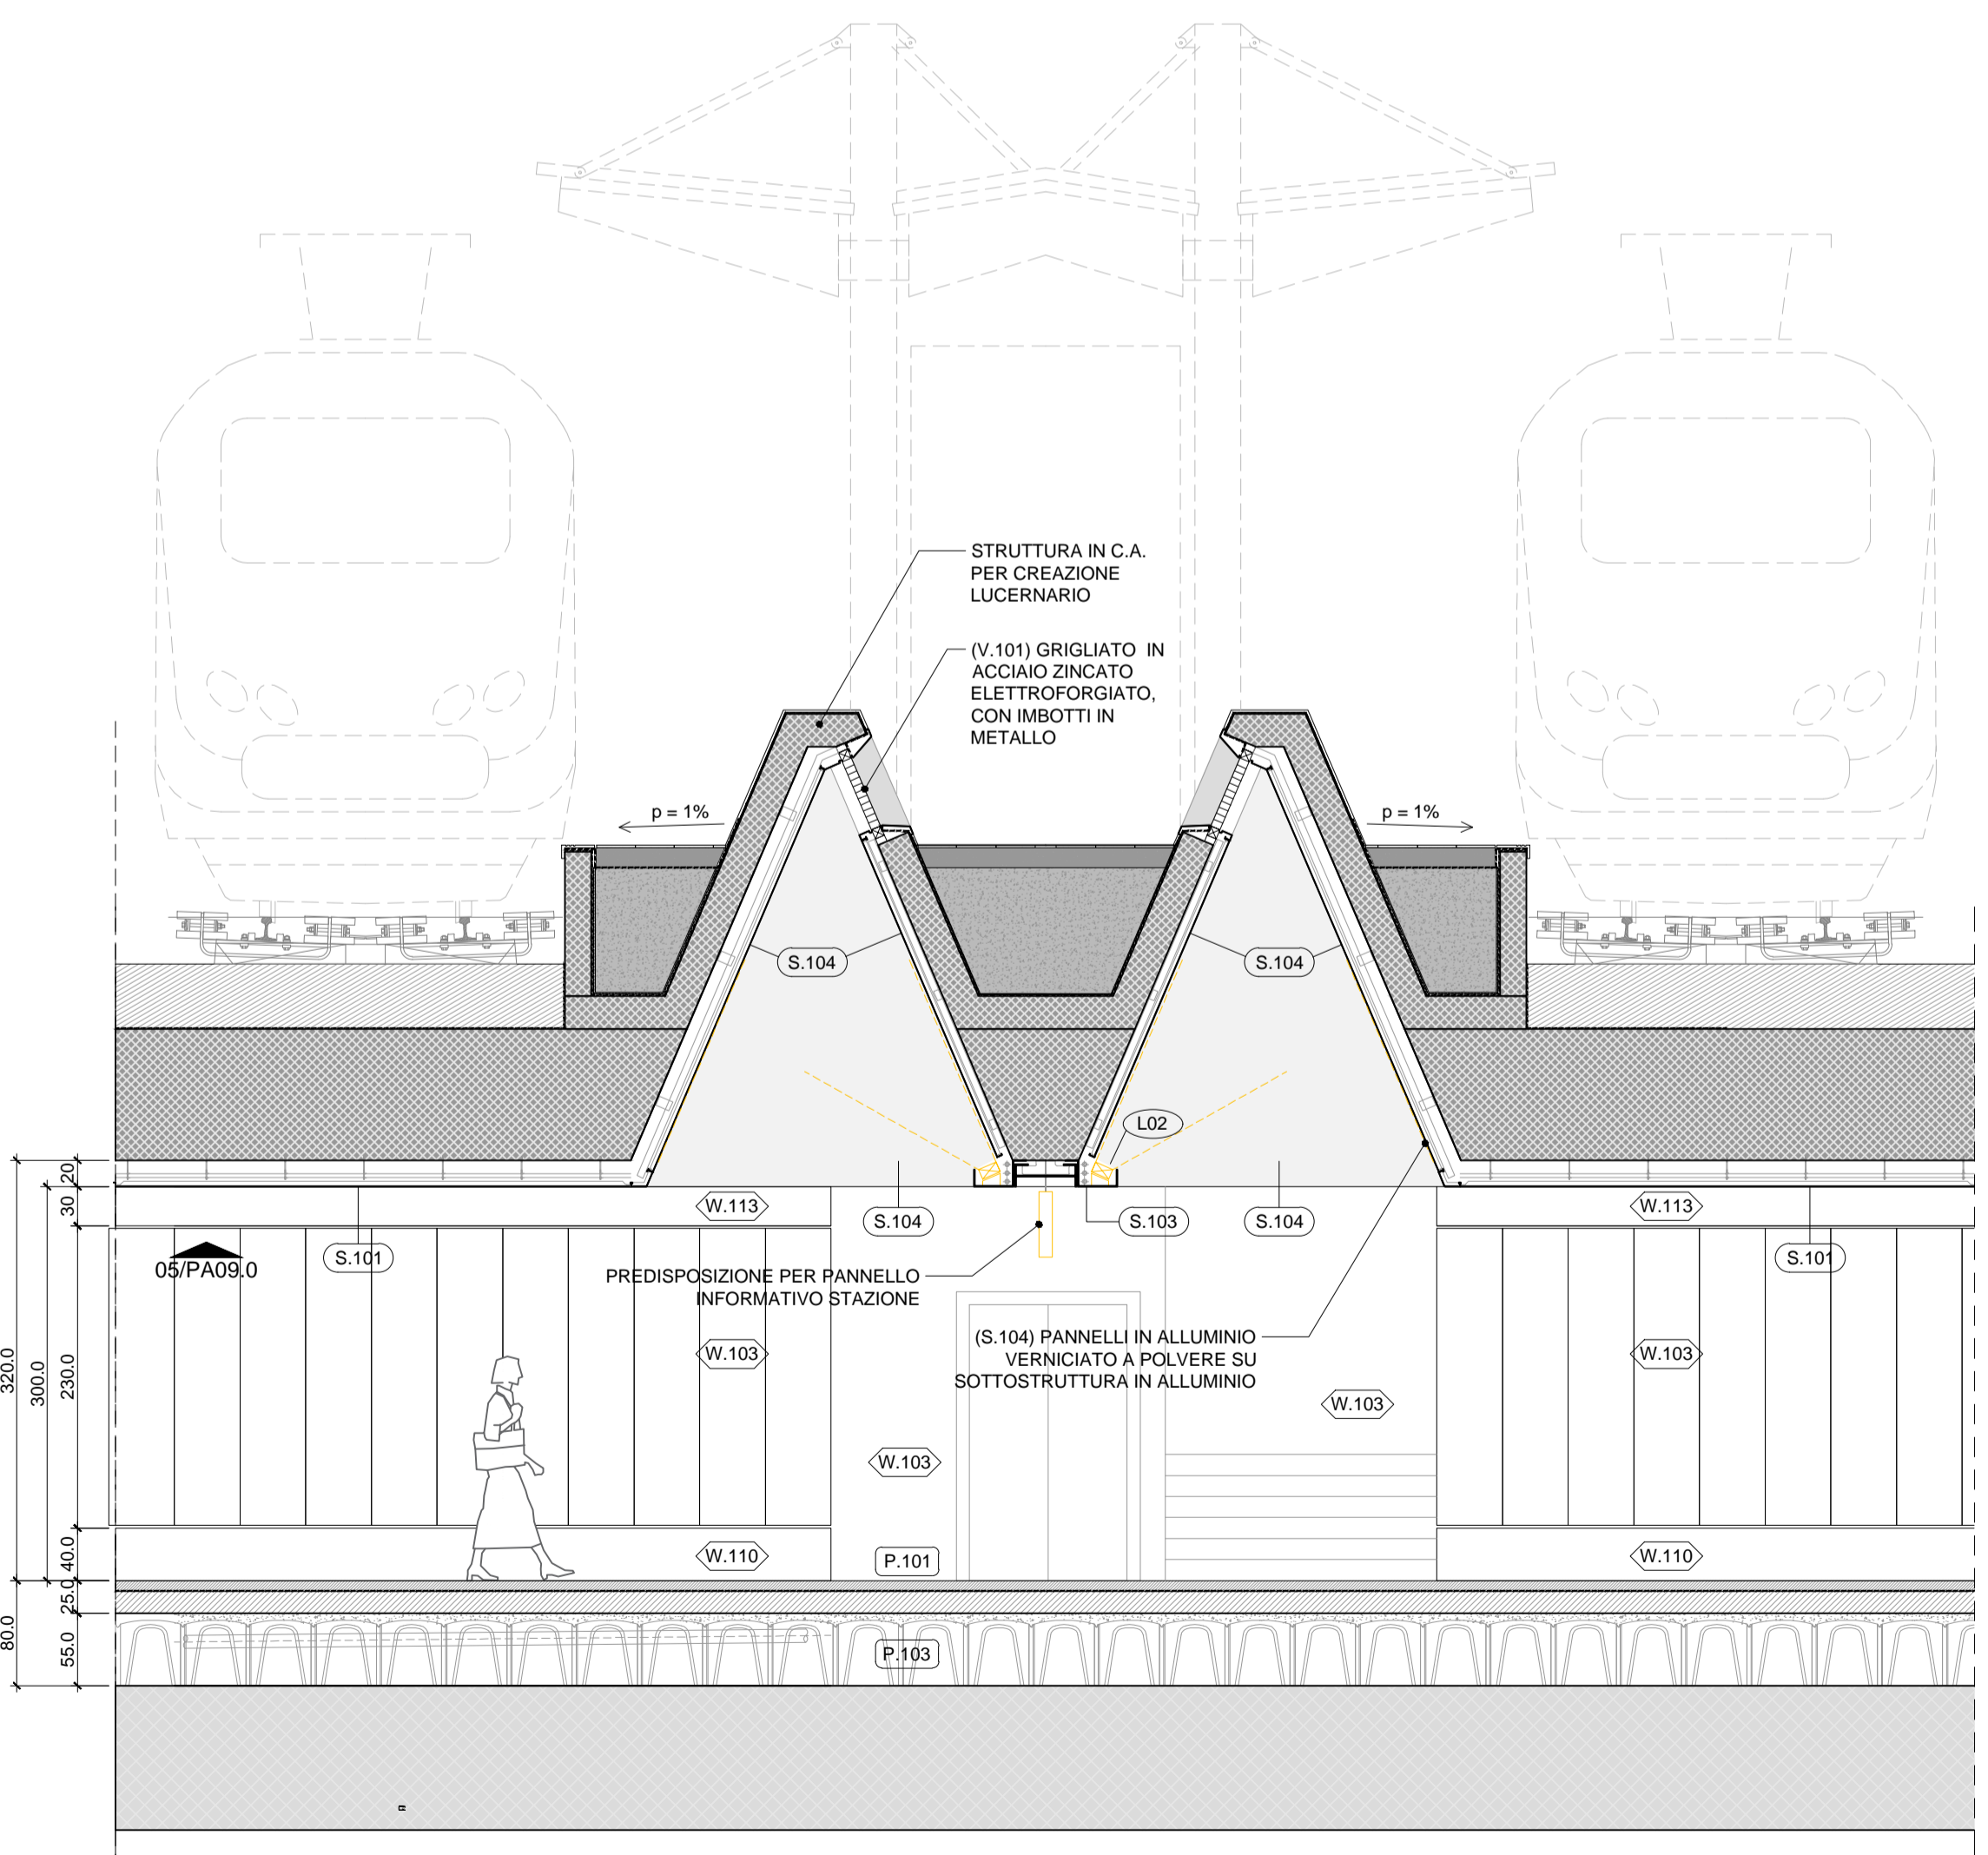 STRUTTURA IN C.A.
PER CREAZIONE
LUCERNARIO
(V.101) GRIGLIATO IN
ACCIAIO ZINCATO
ELETTROFORGIATO,
CON IMBOTTI IN
METALLO
p = 1%
p = 1%
S.104
S.104
L02
20
30
W.113
S.104
S.103
S.104
W.113
05/PA09.0
S.101
S.101
PREDISPOSIZIONE PER PANNELLO
INFORMATIVO STAZIONE
(S.104) PANNELLI IN ALLUMINIO
VERNICIATO A POLVERE SU
SOTTOSTRUTTURA IN ALLUMINIO
320.0
300.0
230.0
W.103
W.103
W.103
W.103
40.0
W.110
P.101
W.110
25.0
80.0
55.0
P.103